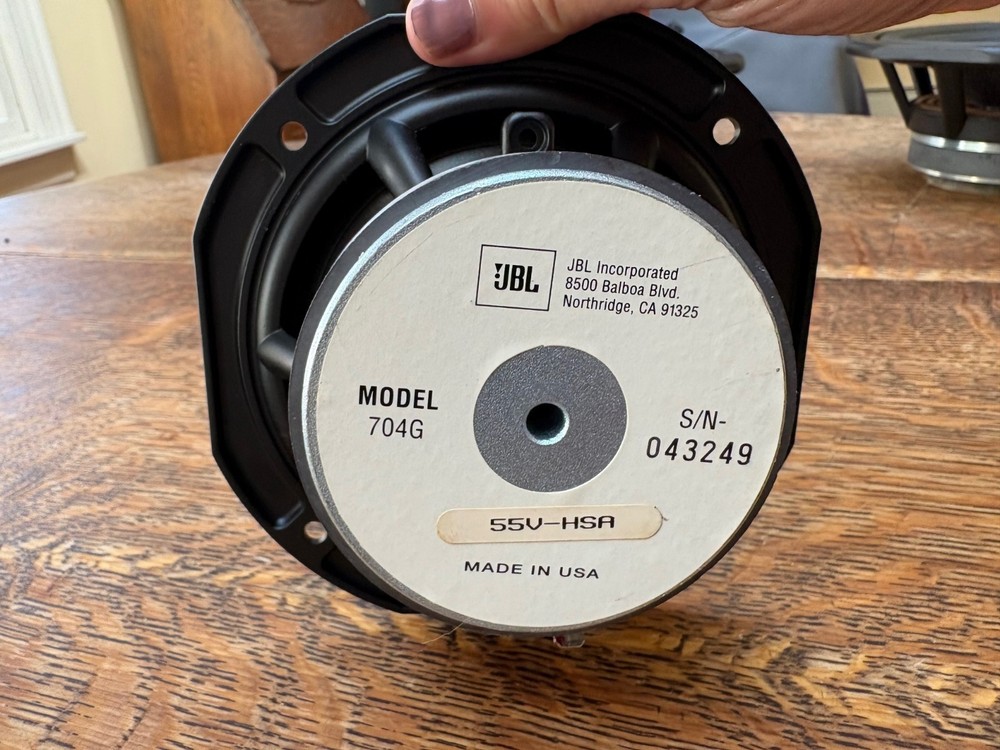 JBL
JBL Incorporated
8500 Balboa Blvd.
Northridge, CA 91325
MODEL
704G
S/N-
043249
55V-HSA
MADE IN USA